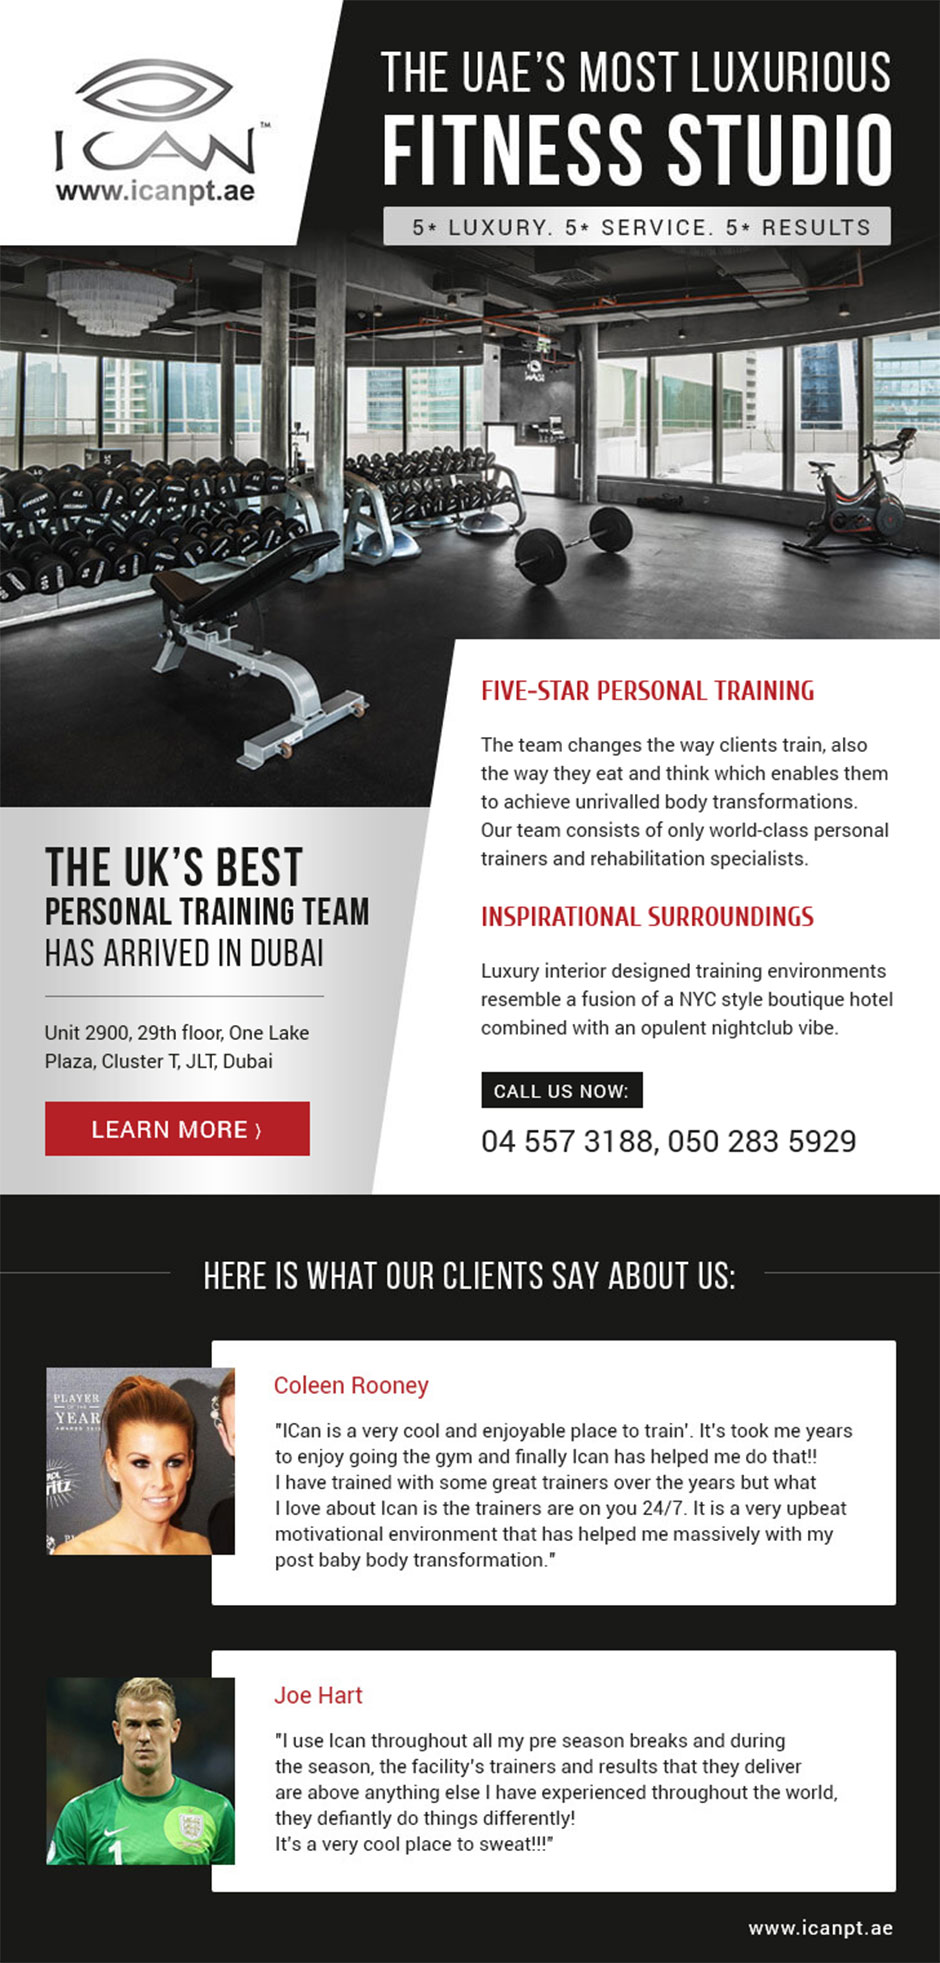 ICAN™
www.icanpt.ae
THE UAE'S MOST LUXURIOUS
FITNESS STUDIO
5* LUXURY. 5* SERVICE. 5* RESULTS
THE UK'S BEST
PERSONAL TRAINING TEAM
HAS ARRIVED IN DUBAI
Unit 2900, 29th floor, One Lake
Plaza, Cluster T, JLT, Dubai
LEARN MORE ⟩
FIVE-STAR PERSONAL TRAINING
The team changes the way clients train, also
the way they eat and think which enables them
to achieve unrivalled body transformations.
Our team consists of only world-class personal
trainers and rehabilitation specialists.
INSPIRATIONAL SURROUNDINGS
Luxury interior designed training environments
resemble a fusion of a NYC style boutique hotel
combined with an opulent nightclub vibe.
CALL US NOW:
04 557 3188, 050 283 5929
HERE IS WHAT OUR CLIENTS SAY ABOUT US:
PLAYER
OF THE
YEAR
Coleen Rooney
"ICan is a very cool and enjoyable place to train'. It's took me years
to enjoy going the gym and finally Ican has helped me do that!!
I have trained with some great trainers over the years but what
I love about Ican is the trainers are on you 24/7. It is a very upbeat
motivational environment that has helped me massively with my
post baby body transformation."
1
Joe Hart
"I use Ican throughout all my pre season breaks and during
the season, the facility's trainers and results that they deliver
are above anything else I have experienced throughout the world,
they defiantly do things differently!
It's a very cool place to sweat!!!"
www.icanpt.ae